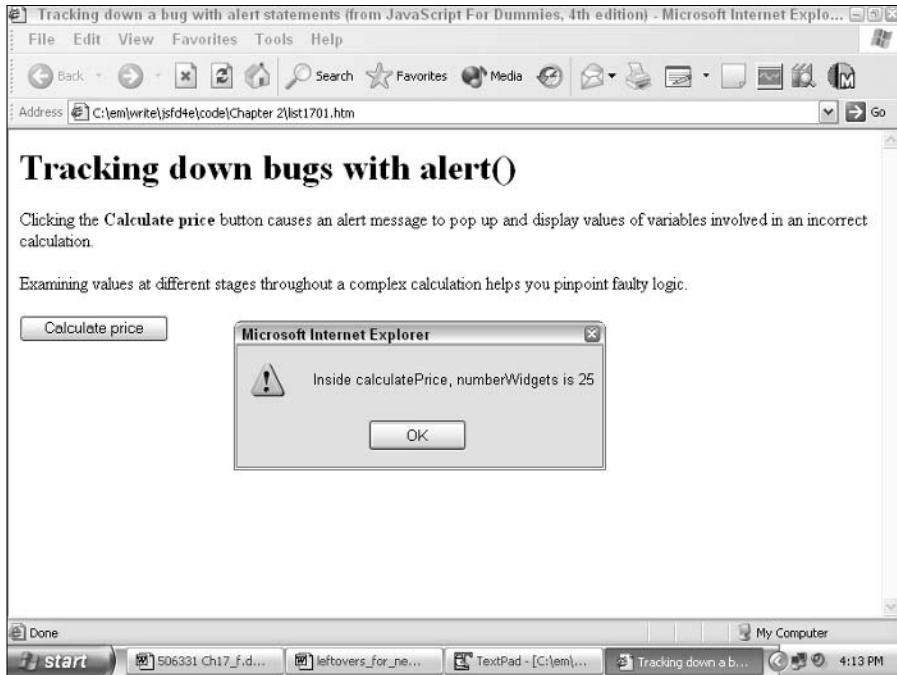 Tracking down a bug with alert statements (from JavaScript For Dummies, 4th edition) - Microsoft Internet Explo...
File Edit View Favorites Tools Help
Back Search Favorites Media
Address C:\em\write\jsfd4e\code\Chapter 2\list1701.htm Go
Tracking down bugs with alert()
Clicking the Calculate price button causes an alert message to pop up and display values of variables involved in an incorrect
calculation.
Examining values at different stages throughout a complex calculation helps you pinpoint faulty logic.
Calculate price
Microsoft Internet Explorer
Inside calculatePrice, numberWidgets is 25
OK
Done My Computer
start 506331 Ch17_f.d... leftovers_for_ne... TextPad - [C:\em\... Tracking down a b... 4:13 PM